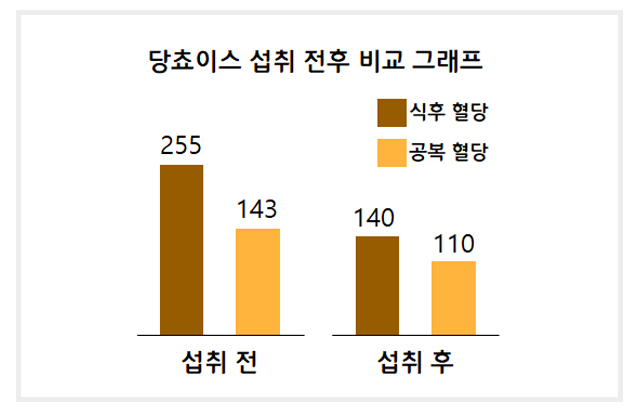 당쵸이스 섭취 전후 비교 그래프
식후 혈당
공복 혈당
255
143
140
110
섭취 전
섭취 후